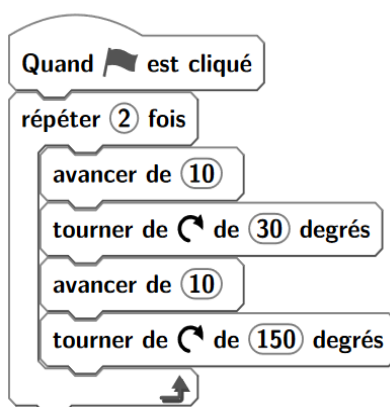 Quand est cliqué
répéter 2 fois
avancer de 10
tourner de de 30 degrés
avancer de 10
tourner de de 150 degrés